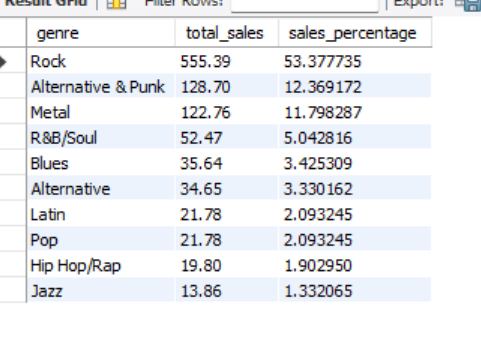 Result Grid Filter Rows: Export:
genre total_sales sales_percentage
Rock 555.39 53.377735
Alternative & Punk 128.70 12.369172
Metal 122.76 11.798287
R&B/Soul 52.47 5.042816
Blues 35.64 3.425309
Alternative 34.65 3.330162
Latin 21.78 2.093245
Pop 21.78 2.093245
Hip Hop/Rap 19.80 1.902950
Jazz 13.86 1.332065